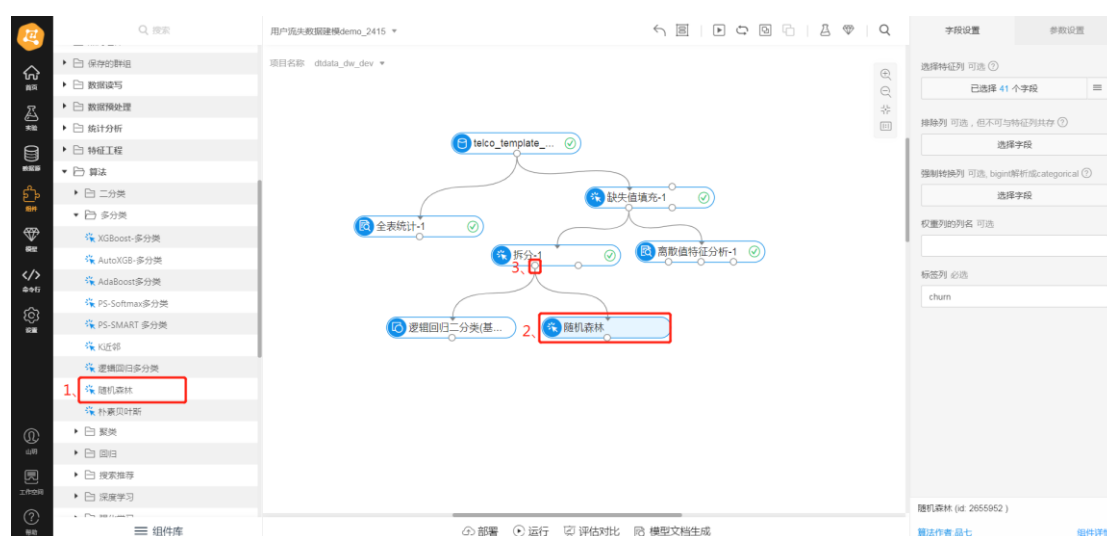 搜索
用户流失数据建模demo_2415
字段设置
参数设置
项目名称 dtdata_dw_dev
首页
实验
数据源
组件
模型
命令行
设置
山明
工作空间
帮助
保存的群组
数据读写
数据预处理
统计分析
特征工程
算法
二分类
多分类
XGBoost-多分类
AutoXGB-多分类
AdaBoost多分类
PS-Softmax多分类
PS-SMART 多分类
K近邻
逻辑回归多分类
1、
随机森林
朴素贝叶斯
聚类
回归
搜索推荐
深度学习
组件库
telco_template_...
缺失值填充-1
全表统计-1
拆分-1
离散值特征分析-1
3、
逻辑回归二分类(基...
2、
随机森林
部署
运行
评估对比
模型文档生成
选择特征列 可选
已选择 41 个字段
排除列 可选，但不可与特征列共存
选择字段
强制转换列 可选, bigint解析成categorical
选择字段
权重列的列名 可选
标签列 必选
churn
随机森林 (id: 2655952 )
算法作者 品七
组件详情